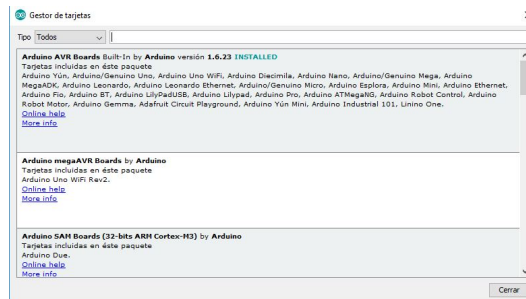 Gestor de tarjetas
Tipo Todos
Arduino AVR Boards Built-In by Arduino versión 1.6.23 INSTALLED
Tarjetas incluidas en éste paquete
Arduino Yún, Arduino/Genuino Uno, Arduino Uno WiFi, Arduino Diecimila, Arduino Nano, Arduino/Genuino Mega, Arduino
MegaADK, Arduino Leonardo, Arduino Leonardo Ethernet, Arduino/Genuino Micro, Arduino Esplora, Arduino Mini, Arduino Ethernet,
Arduino Fio, Arduino BT, Arduino LilyPadUSB, Arduino Lilypad, Arduino Pro, Arduino ATMegaNG, Arduino Robot Control, Arduino
Robot Motor, Arduino Gemma, Adafruit Circuit Playground, Arduino Yún Mini, Arduino Industrial 101, Linino One.
Online help
More info
Arduino megaAVR Boards by Arduino
Tarjetas incluidas en éste paquete
Arduino Uno WiFi Rev2.
Online help
More info
Arduino SAM Boards (32-bits ARM Cortex-M3) by Arduino
Tarjetas incluidas en éste paquete
Arduino Due.
Online help
More info
Cerrar